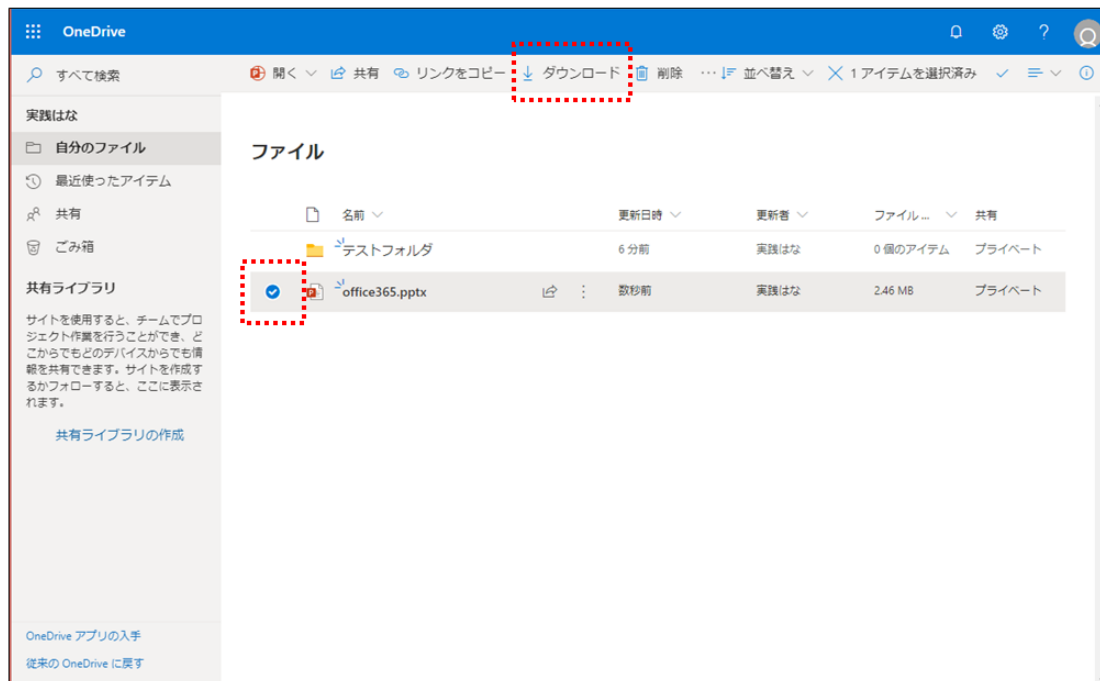 OneDrive
?
すべて検索
開く 共有 リンクをコピー ダウンロード 削除 … 並べ替え 1 アイテムを選択済み
実践はな
自分のファイル
最近使ったアイテム
共有
ごみ箱
共有ライブラリ
サイトを使用すると、チームでプロ
ジェクト作業を行うことができ、ど
こからでもどのデバイスからでも情
報を共有できます。サイトを作成す
るかフォローすると、ここに表示さ
れます。
共有ライブラリの作成
OneDrive アプリの入手
従来の OneDrive に戻す
ファイル
名前 更新日時 更新者 ファイル ... 共有
テストフォルダ 6 分前 実践はな 0 個のアイテム プライベート
office365.pptx 数秒前 実践はな 2.46 MB プライベート